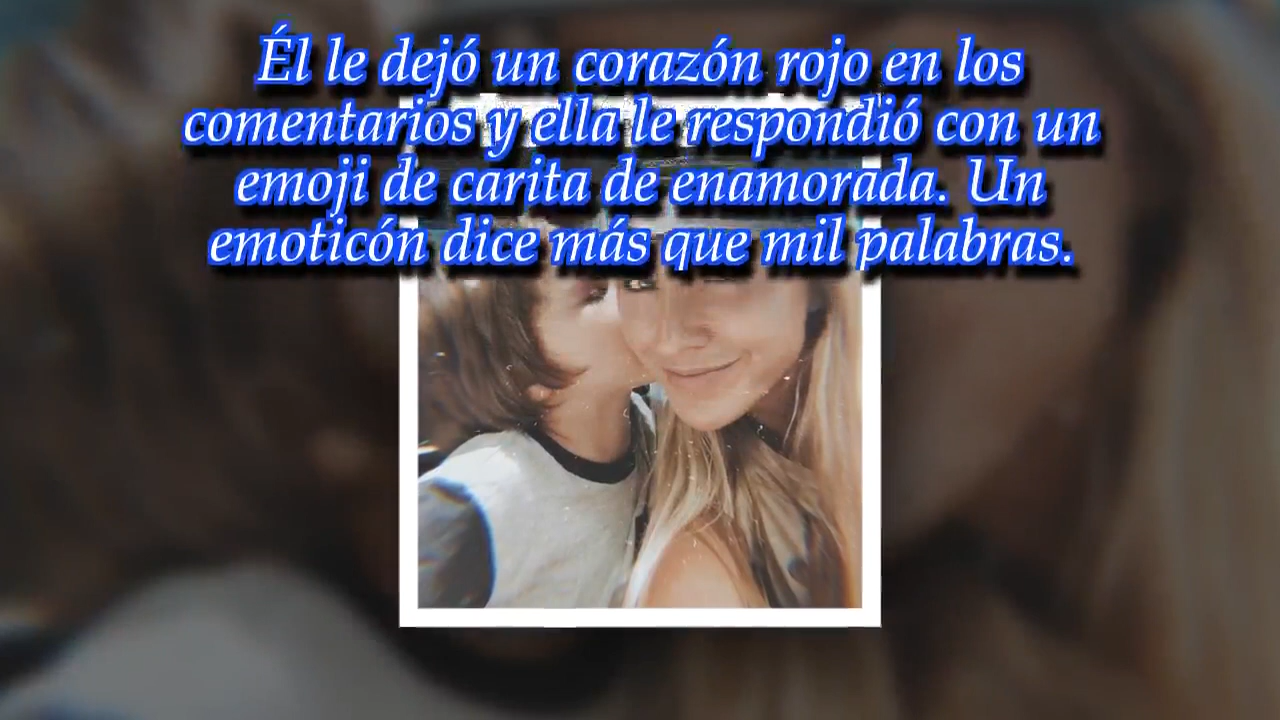 Él le dejó un corazón rojo en los
comentarios y ella le respondió con un
emoji de carita de enamorada. Un
emoticón dice más que mil palabras.